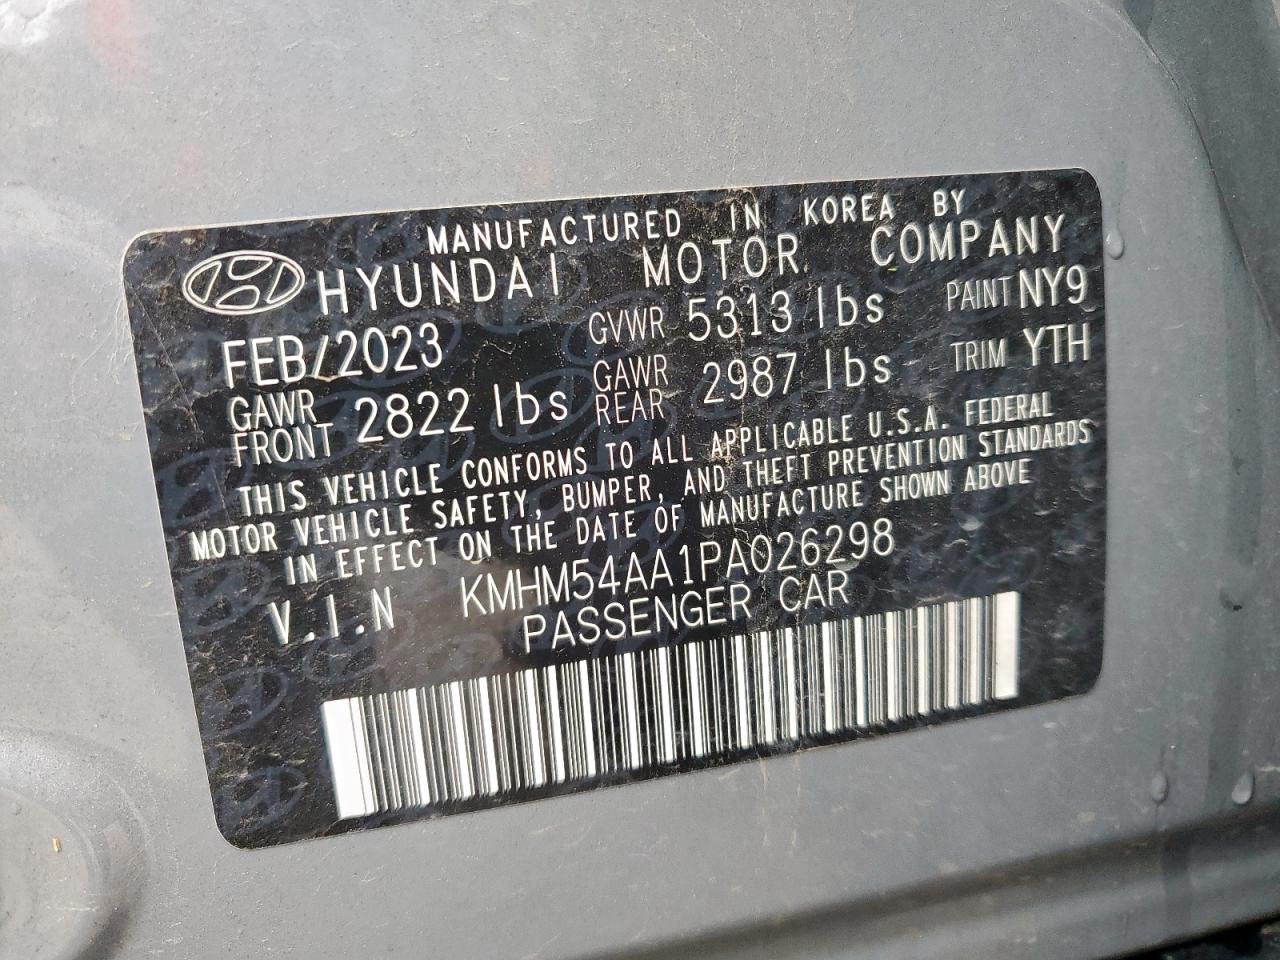 MANUFACTURED IN KOREA BY
HYUNDAI MOTOR COMPANY
FEB/2023 GVWR 5313 lbs PAINT NY9
GAWR FRONT 2822 lbs GAWR REAR 2987 lbs TRIM YTH
THIS VEHICLE CONFORMS TO ALL APPLICABLE U.S.A. FEDERAL
MOTOR VEHICLE SAFETY, BUMPER, AND THEFT PREVENTION STANDARDS
IN EFFECT ON THE DATE OF MANUFACTURE SHOWN ABOVE
V.I.N KMHM54AA1PA026298
PASSENGER CAR